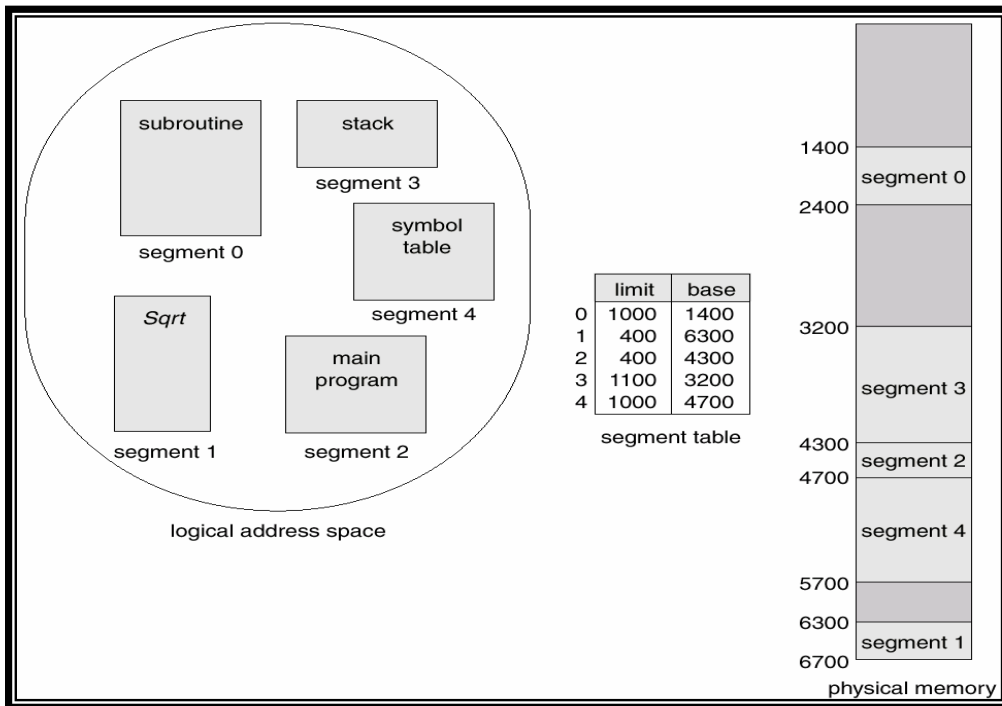 subroutine
segment 0
stack
segment 3
symbol
table
segment 4
Sqrt
segment 1
main
program
segment 2
logical address space
limit base
0 1000 1400
1 400 6300
2 400 4300
3 1100 3200
4 1000 4700
segment table
1400
segment 0
2400
3200
segment 3
4300
segment 2
4700
segment 4
5700
6300
segment 1
6700
physical memory